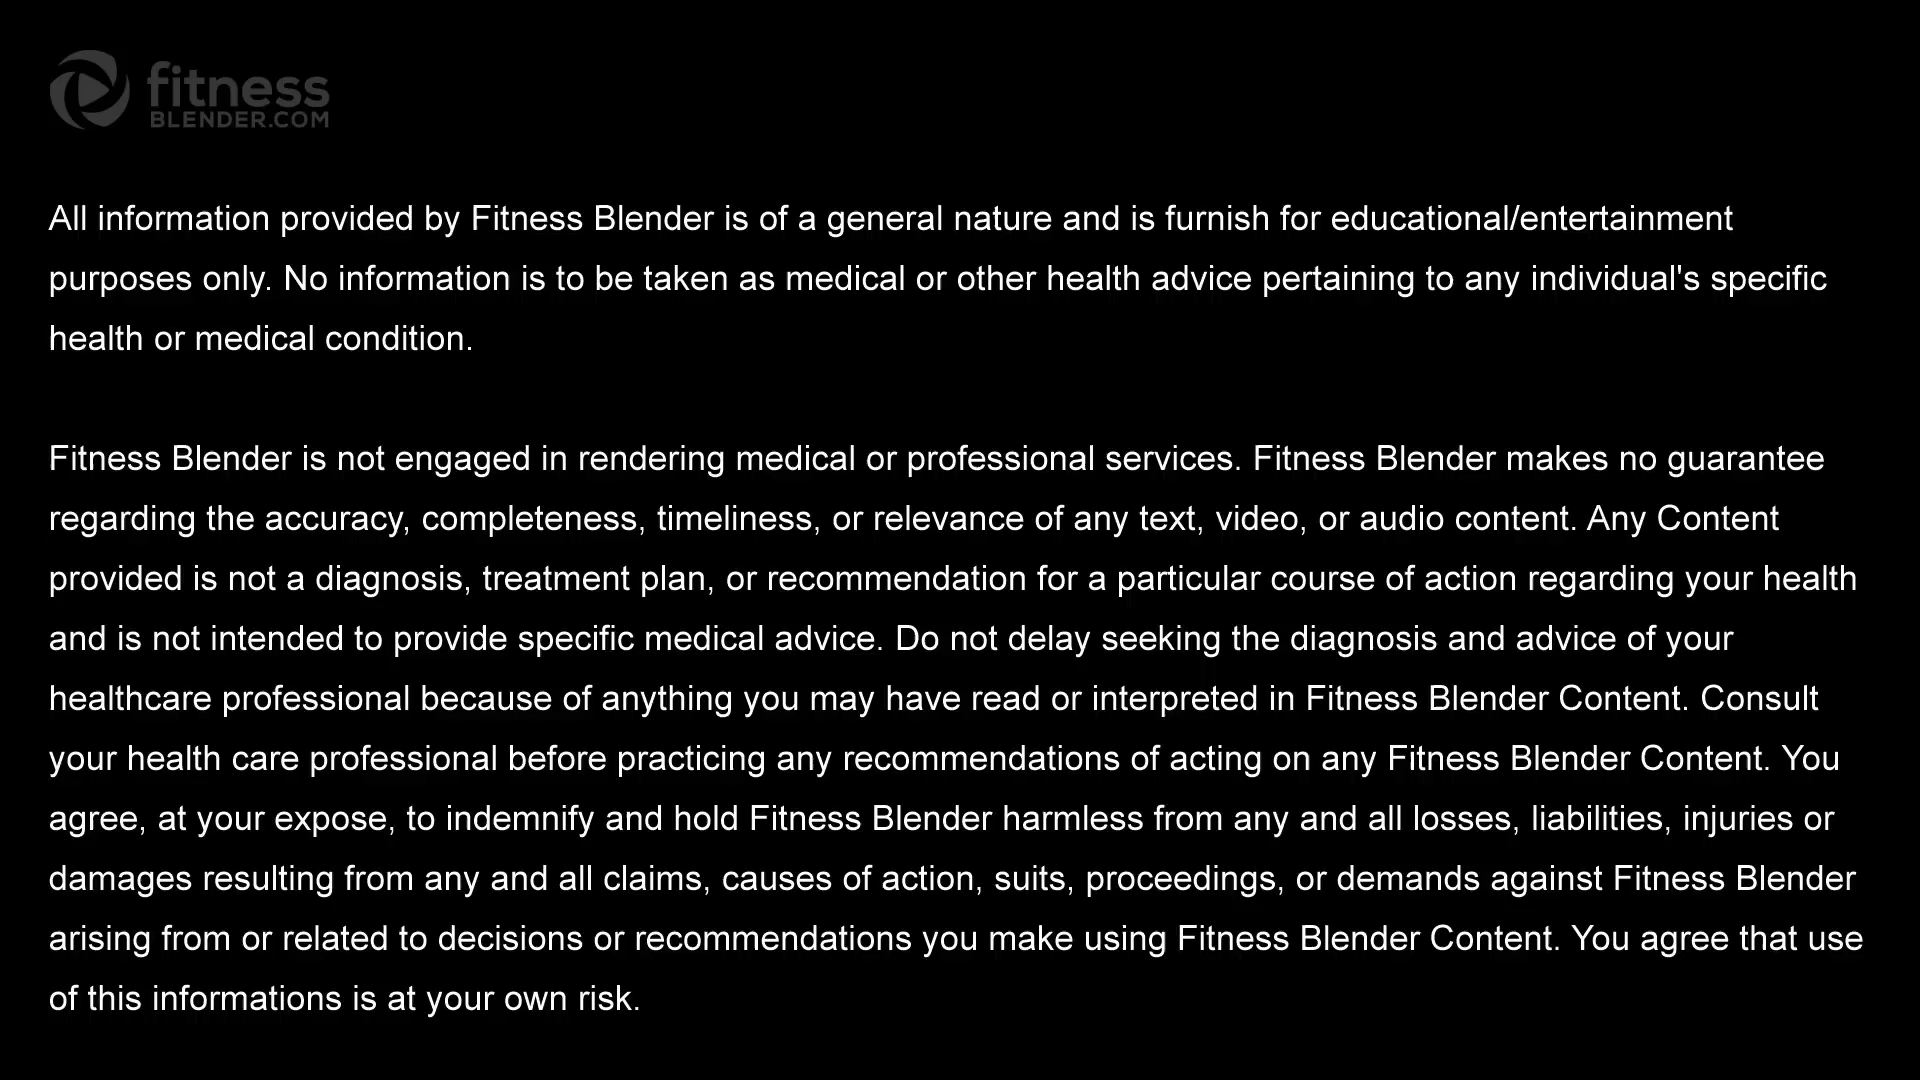 fitness
BLENDER.COM
All information provided by Fitness Blender is of a general nature and is furnish for educational/entertainment
purposes only. No information is to be taken as medical or other health advice pertaining to any individual's specific
health or medical condition.
Fitness Blender is not engaged in rendering medical or professional services. Fitness Blender makes no guarantee
regarding the accuracy, completeness, timeliness, or relevance of any text, video, or audio content. Any Content
provided is not a diagnosis, treatment plan, or recommendation for a particular course of action regarding your health
and is not intended to provide specific medical advice. Do not delay seeking the diagnosis and advice of your
healthcare professional because of anything you may have read or interpreted in Fitness Blender Content. Consult
your health care professional before practicing any recommendations of acting on any Fitness Blender Content. You
agree, at your expose, to indemnify and hold Fitness Blender harmless from any and all losses, liabilities, injuries or
damages resulting from any and all claims, causes of action, suits, proceedings, or demands against Fitness Blender
arising from or related to decisions or recommendations you make using Fitness Blender Content. You agree that use
of this informations is at your own risk.